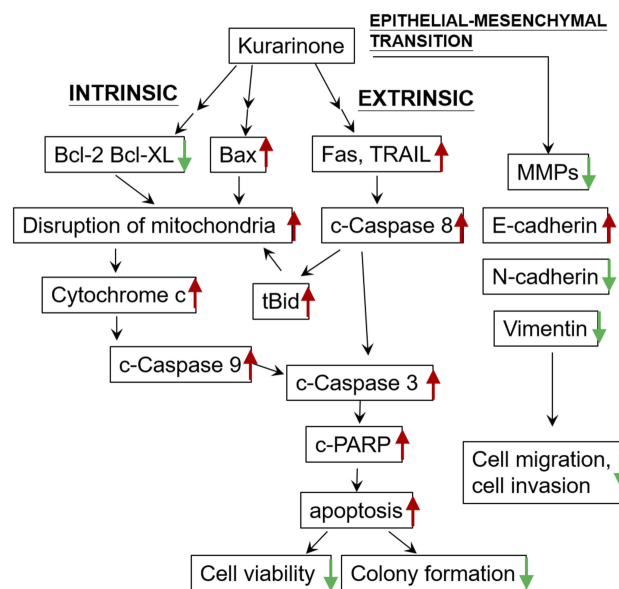 EPITHELIAL-MESENCHYMAL
TRANSITION
Kurarinone
INTRINSIC
EXTRINSIC
Bcl-2 Bcl-XL
Bax
Fas, TRAIL
MMPs
Disruption of mitochondria
c-Caspase 8
E-cadherin
Cytochrome c
tBid
N-cadherin
Vimentin
c-Caspase 9
c-Caspase 3
c-PARP
Cell migration,
cell invasion
apoptosis
Cell viability
Colony formation